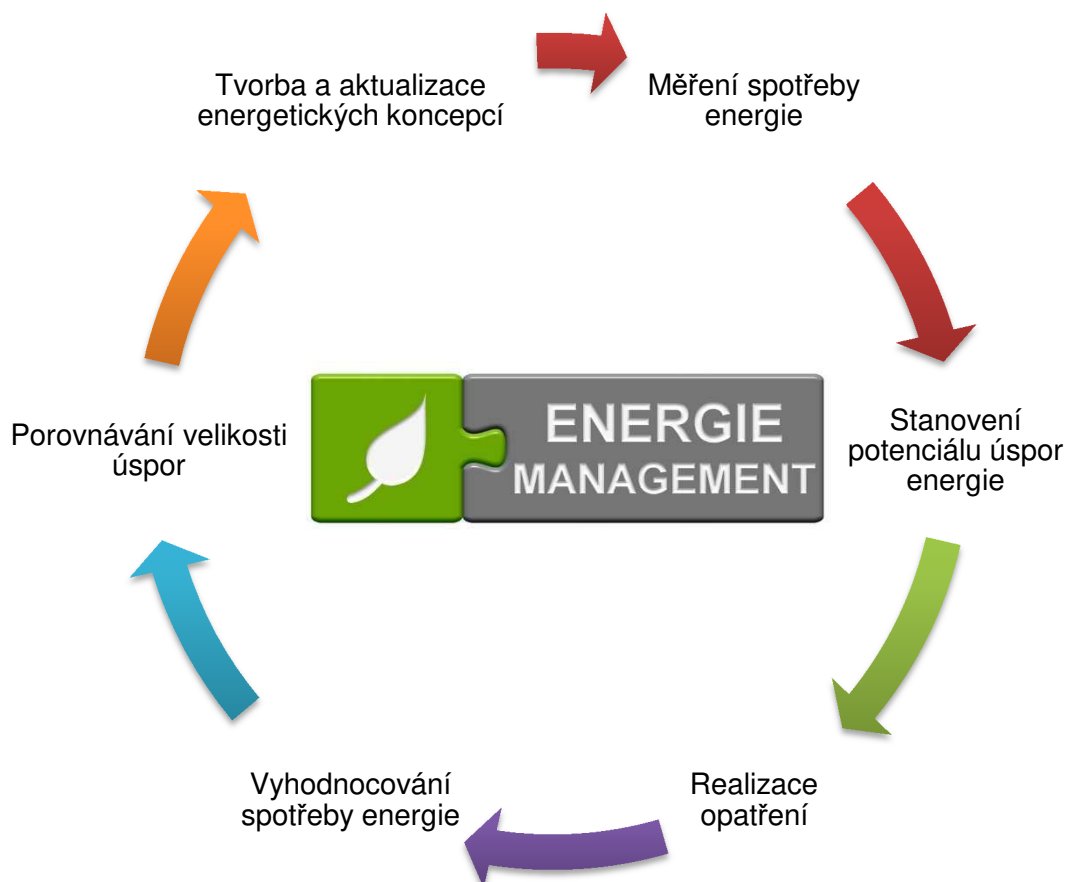 Tvorba a aktualizace
energetických koncepcí
Měření spotřeby
energie
Stanovení
potenciálu úspor
energie
Realizace
opatření
Vyhodnocování
spotřeby energie
Porovnávání velikosti
úspor
ENERGIE
MANAGEMENT